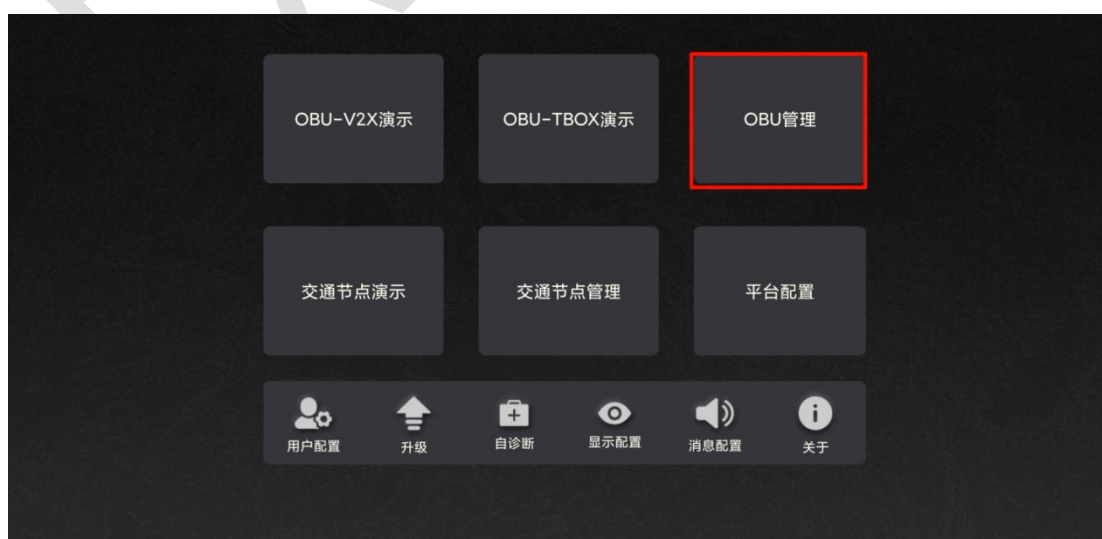 OBU-V2X演示
OBU-TBOX演示
OBU管理
交通节点演示
交通节点管理
平台配置
用户配置
升级
自诊断
显示配置
消息配置
关于